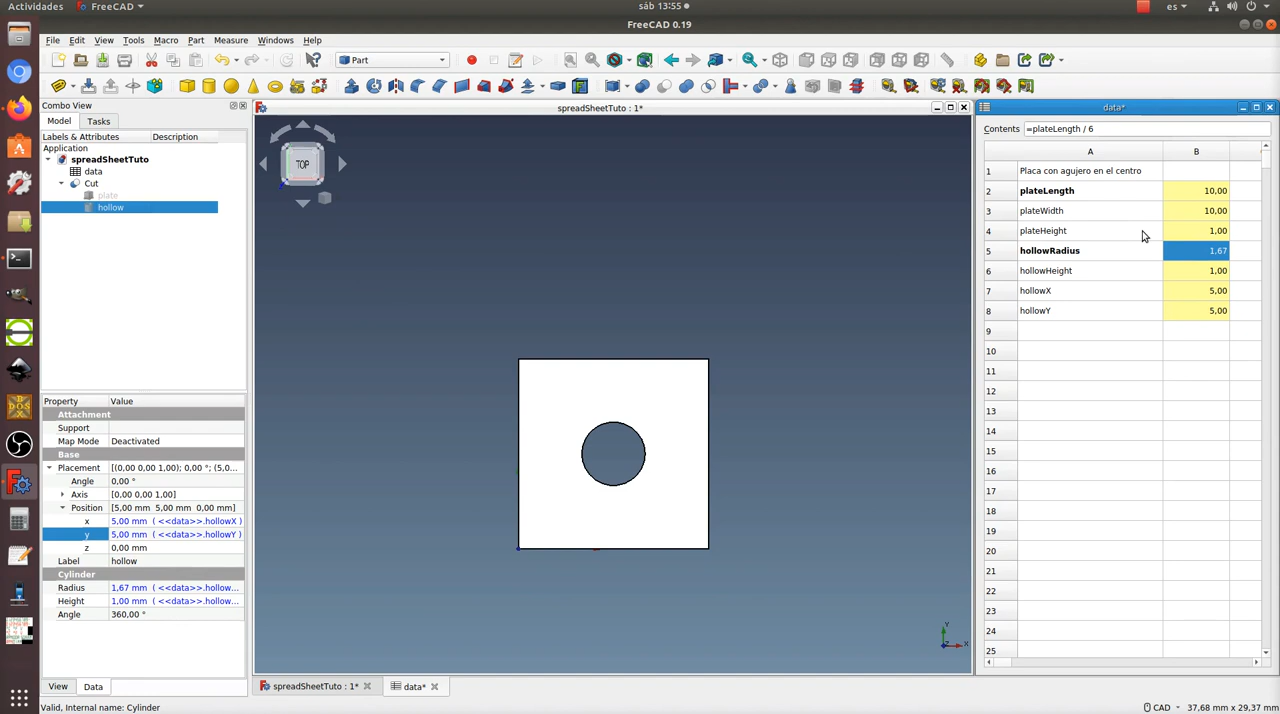 Actividades FreeCAD sáb 13:55 es
FreeCAD 0.19
File Edit View Tools Macro Part Measure Windows Help
Part
Combo View
spreadSheetTuto : 1*
data*
Model Tasks
Contents =plateLength / 6
Labels & Attributes Description
Application
spreadSheetTuto
data
Cut
plate
hollow
TOP
A B
1 Placa con agujero en el centro
2 plateLength 10,00
3 plateWidth 10,00
4 plateHeight 1,00
5 hollowRadius 1,67
6 hollowHeight 1,00
7 hollowX 5,00
8 hollowY 5,00
9
10
11
12
13
14
15
16
17
18
19
20
21
22
23
24
25
Property Value
Attachment
Support
Map Mode Deactivated
Base
Placement [(0,00 0,00 1,00); 0,00 °; (5,0...
Angle 0,00 °
Axis [0,00 0,00 1,00]
Position [5,00 mm 5,00 mm 0,00 mm]
x 5,00 mm ( <<data>>.hollowX )
y 5,00 mm ( <<data>>.hollowY )
z 0,00 mm
Label hollow
Cylinder
Radius 1,67 mm ( <<data>>.hollow...
Height 1,00 mm ( <<data>>.hollow...
Angle 360,00 °
Y
Z X
View Data
spreadSheetTuto : 1* data*
Valid, Internal name: Cylinder
CAD 37,68 mm x 29,37 mm